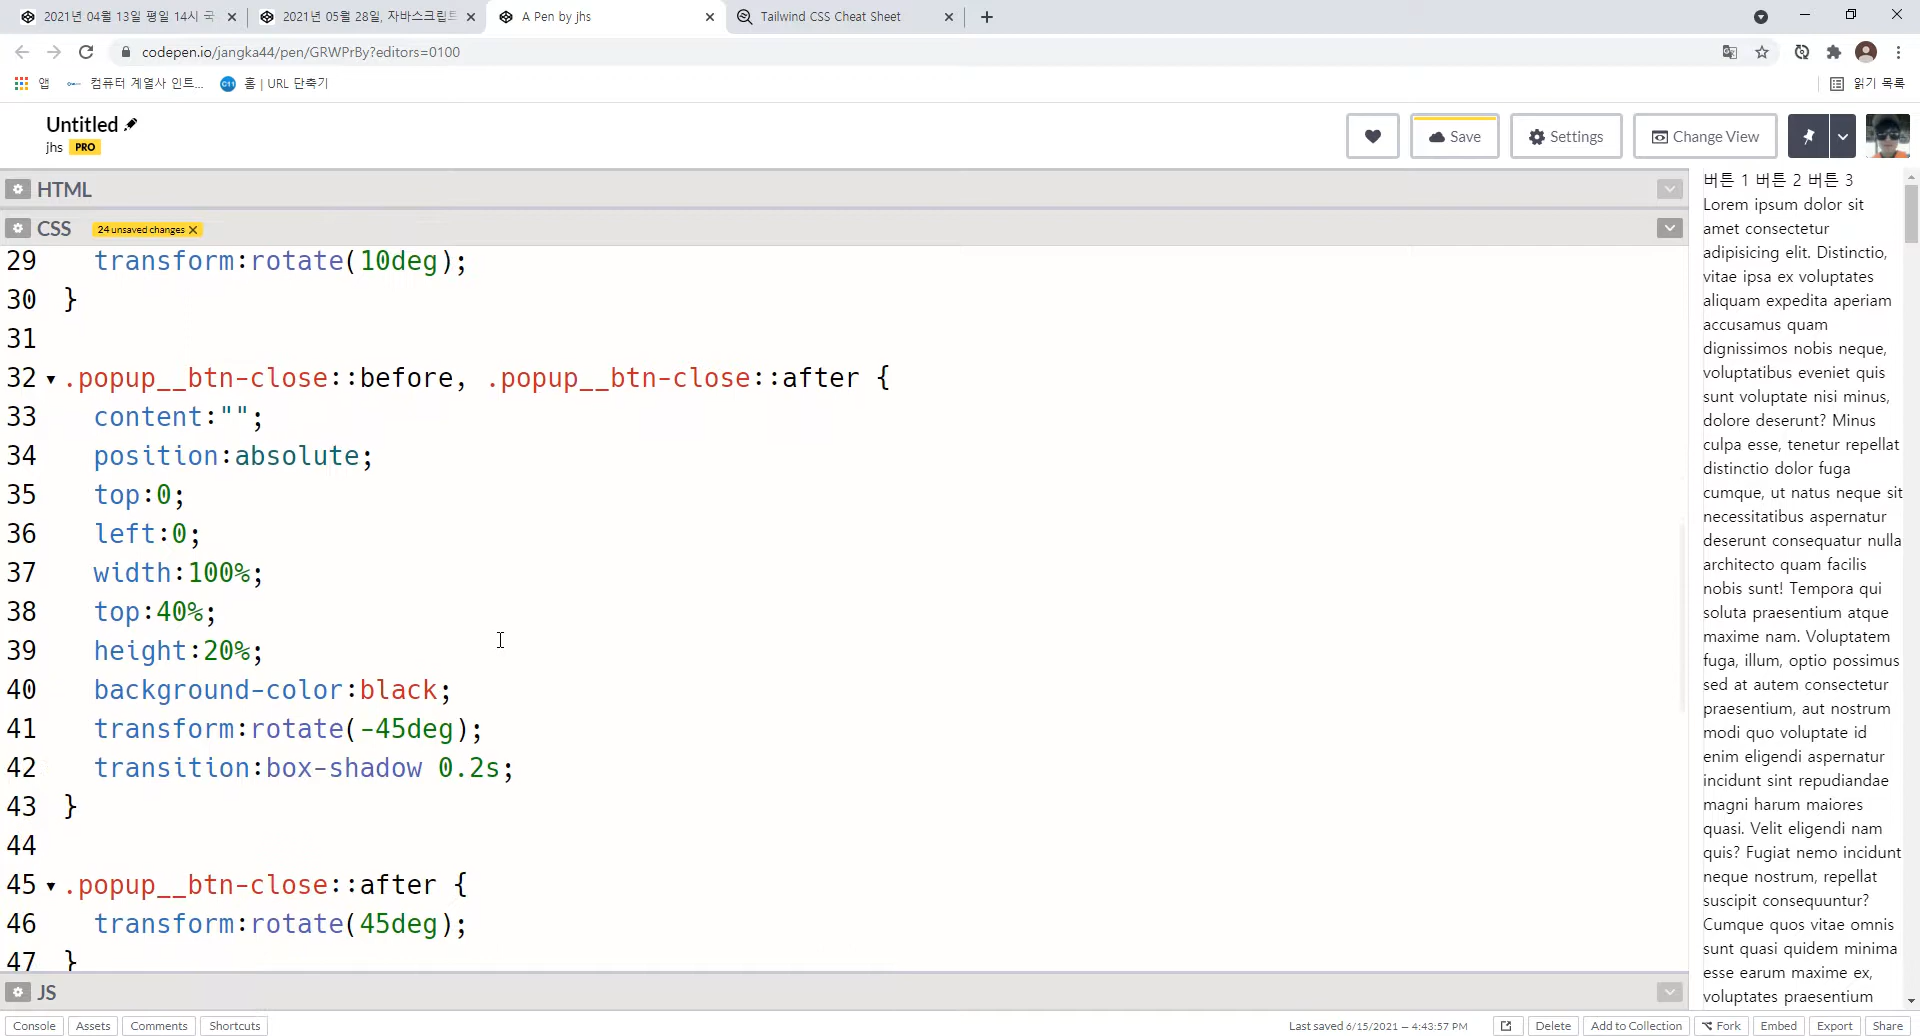 2021년 04월 13일 평일 14시 국
2021년 05월 28일, 자바스크립트
A Pen by jhs
Tailwind CSS Cheat Sheet
codepen.io/jangka44/pen/GRWPrBy?editors=0100
앱
컴퓨터 계열사 인트...
홈 | URL 단축기
읽기 목록
Untitled
jhs PRO
Save
Settings
Change View
HTML
CSS
24 unsaved changes
29 transform:rotate(10deg);
30 }
31
32 .popup__btn-close::before, .popup__btn-close::after {
33 content:"";
34 position:absolute;
35 top:0;
36 left:0;
37 width:100%;
38 top:40%;
39 height:20%;
40 background-color:black;
41 transform:rotate(-45deg);
42 transition:box-shadow 0.2s;
43 }
44
45 .popup__btn-close::after {
46 transform:rotate(45deg);
47 }
버튼 1 버튼 2 버튼 3
Lorem ipsum dolor sit
amet consectetur
adipisicing elit. Distinctio,
vitae ipsa ex voluptates
aliquam expedita aperiam
accusamus quam
dignissimos nobis neque,
voluptatibus eveniet quis
sunt voluptate nisi minus,
dolore deserunt? Minus
culpa esse, tenetur repellat
distinctio dolor fuga
cumque, ut natus neque sit
necessitatibus aspernatur
deserunt consequatur nulla
architecto quam facilis
nobis sunt! Tempora qui
soluta praesentium atque
maxime nam. Voluptatem
fuga, illum, optio possimus
sed at autem consectetur
praesentium, aut nostrum
modi quo voluptate id
enim eligendi aspernatur
incidunt sint repudiandae
magni harum maiores
quasi. Velit eligendi nam
quis? Fugiat nemo incidunt
neque nostrum, repellat
suscipit consequuntur?
Cumque quos vitae omnis
sunt quasi quidem minima
esse earum maxime ex,
voluptates praesentium
JS
Console
Assets
Comments
Shortcuts
Last saved 6/15/2021 — 4:43:57 PM
Delete
Add to Collection
Fork
Embed
Export
Share